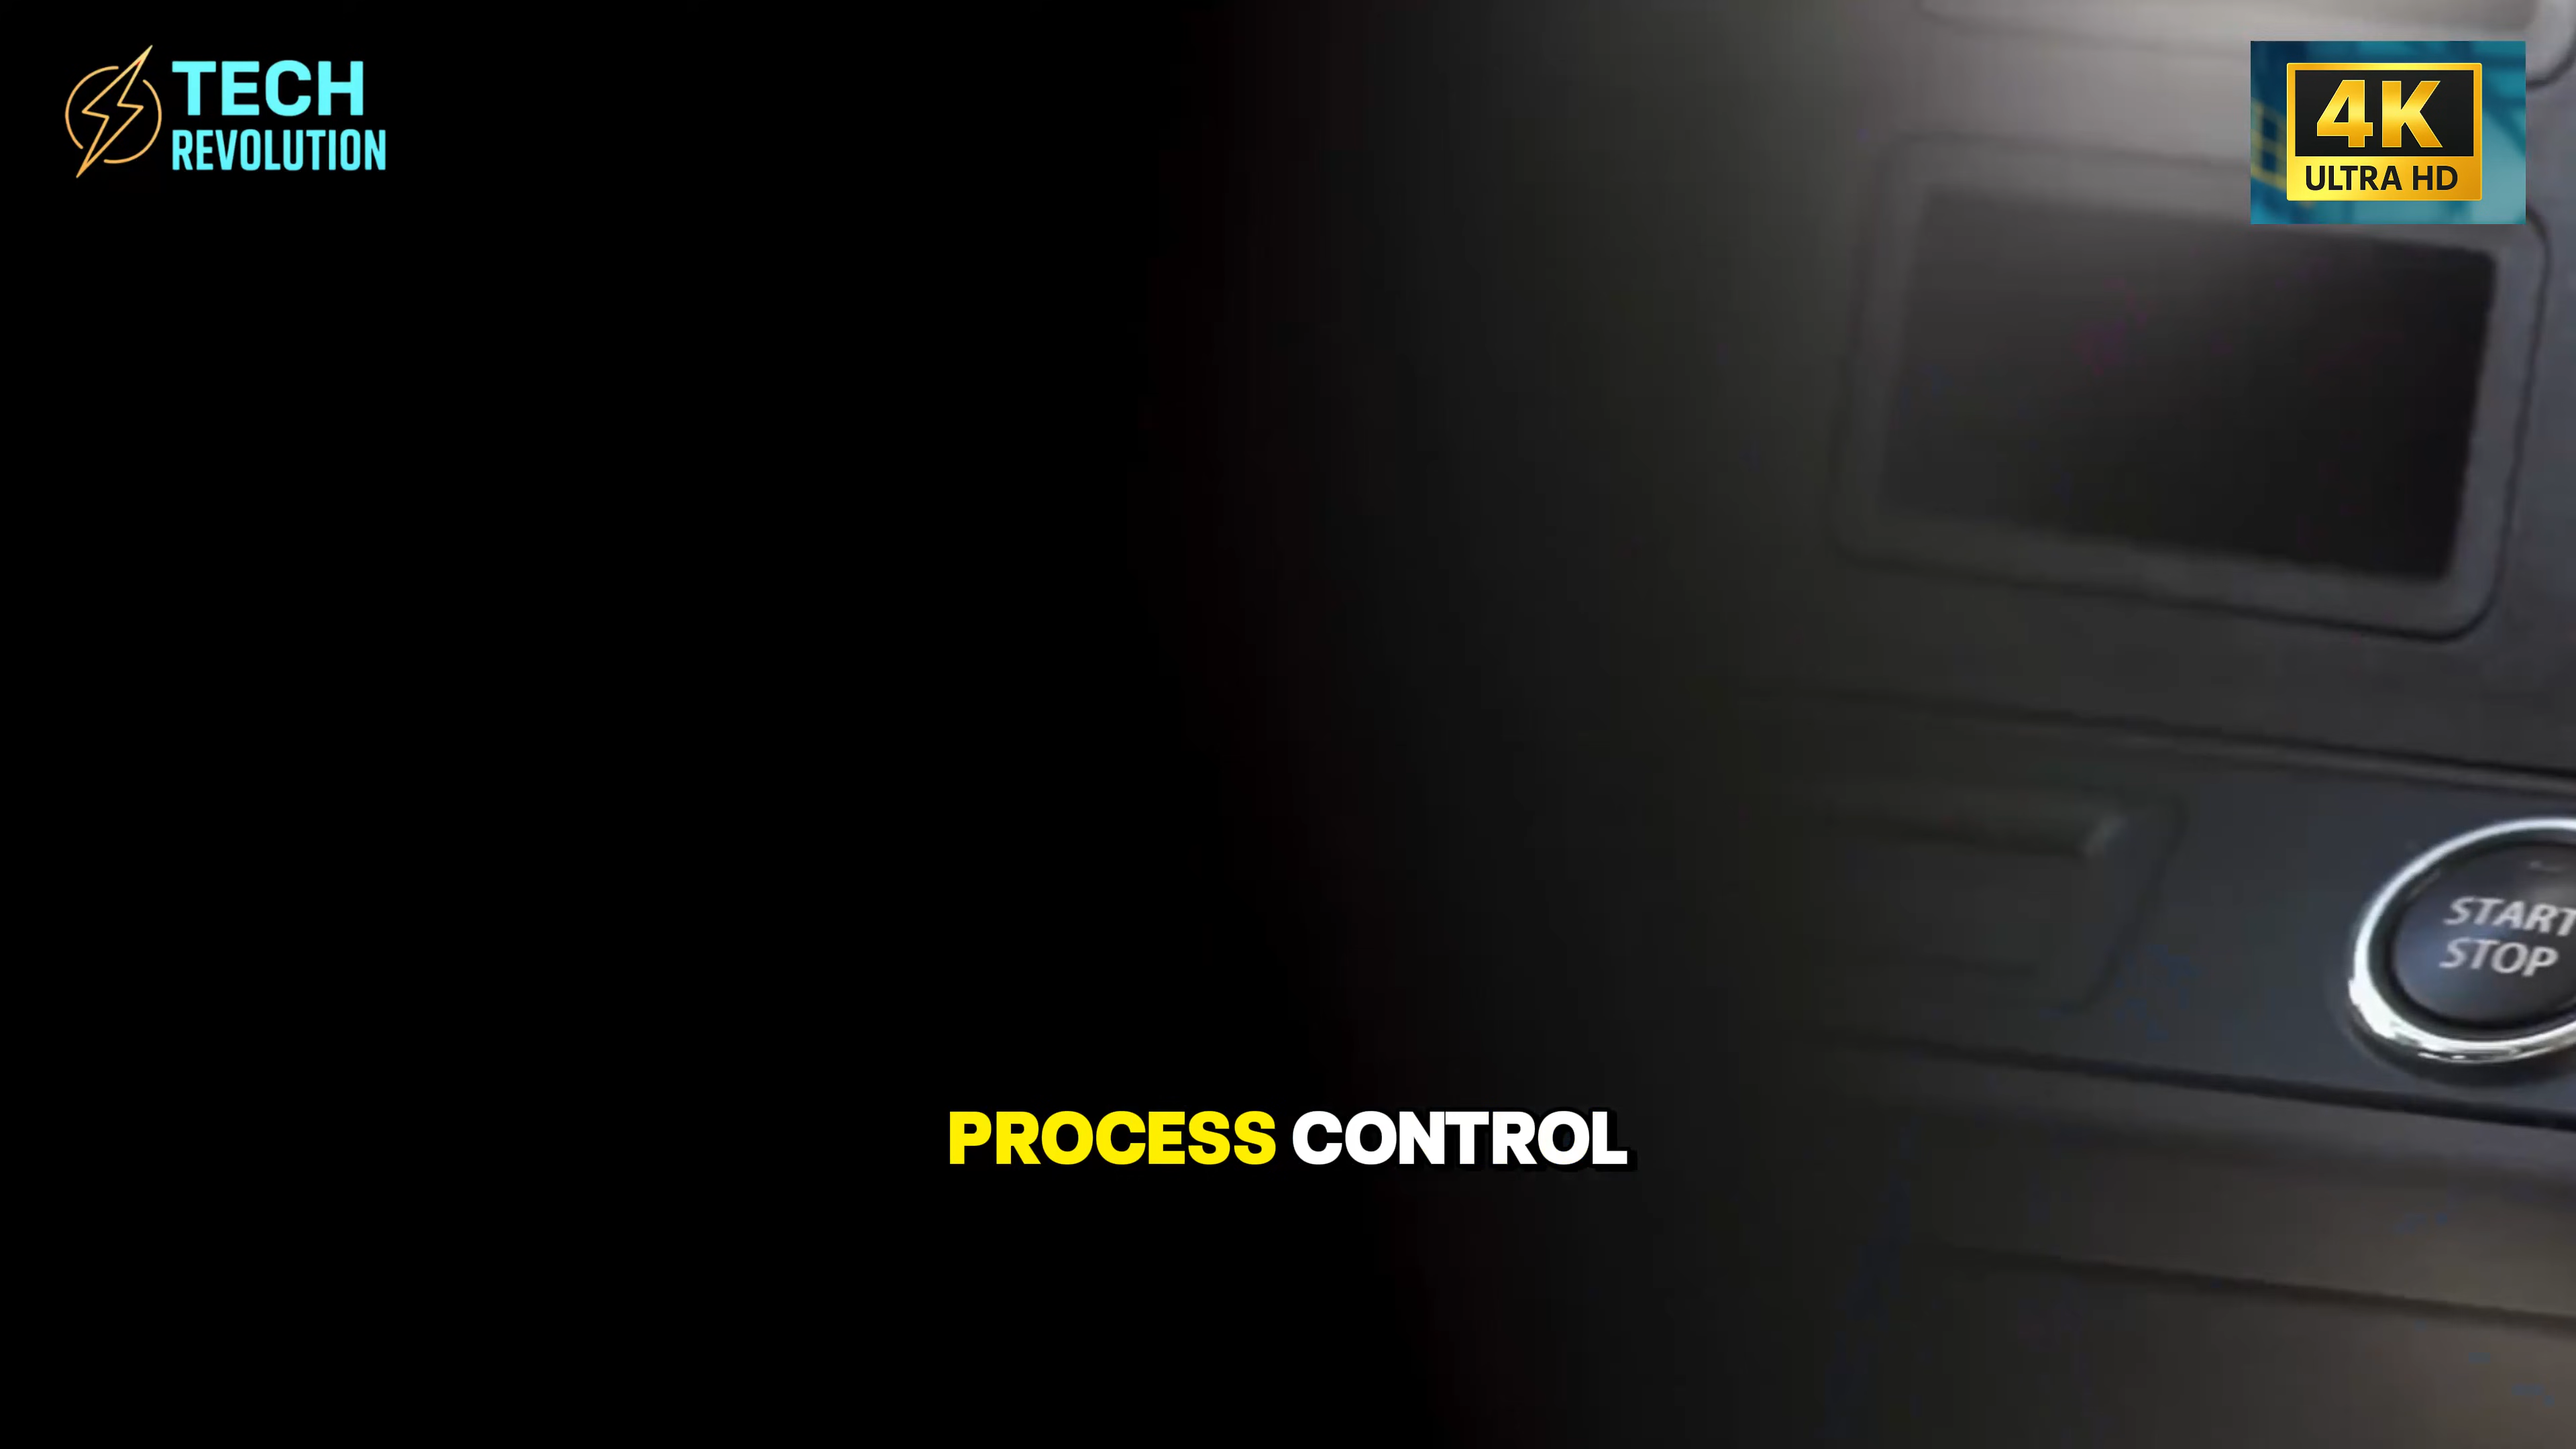 TECH
REVOLUTION
4K
ULTRA HD
START
STOP
PROCESS CONTROL